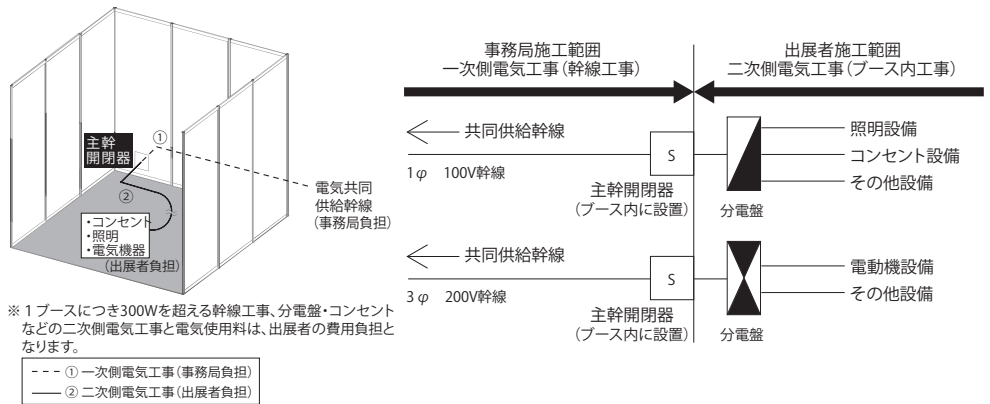 主幹
開閉器
①
②
・コンセント
・照明
・電気機器
(出展者負担)
電気共同
供給幹線
(事務局負担)
※ 1 ブースにつき300Wを超える幹線工事、分電盤・コンセント
などの二次側電気工事と電気使用料は、出展者の費用負担と
なります。
---- ① 一次側電気工事(事務局負担)
—— ② 二次側電気工事(出展者負担)
事務局施工範囲
一次側電気工事(幹線工事)
出展者施工範囲
二次側電気工事(ブース内工事)
共同供給幹線
1φ 100V幹線
S
主幹開閉器
(ブース内に設置)
分電盤
照明設備
コンセント設備
その他設備
共同供給幹線
3φ 200V幹線
S
主幹開閉器
(ブース内に設置)
分電盤
電動機設備
その他設備